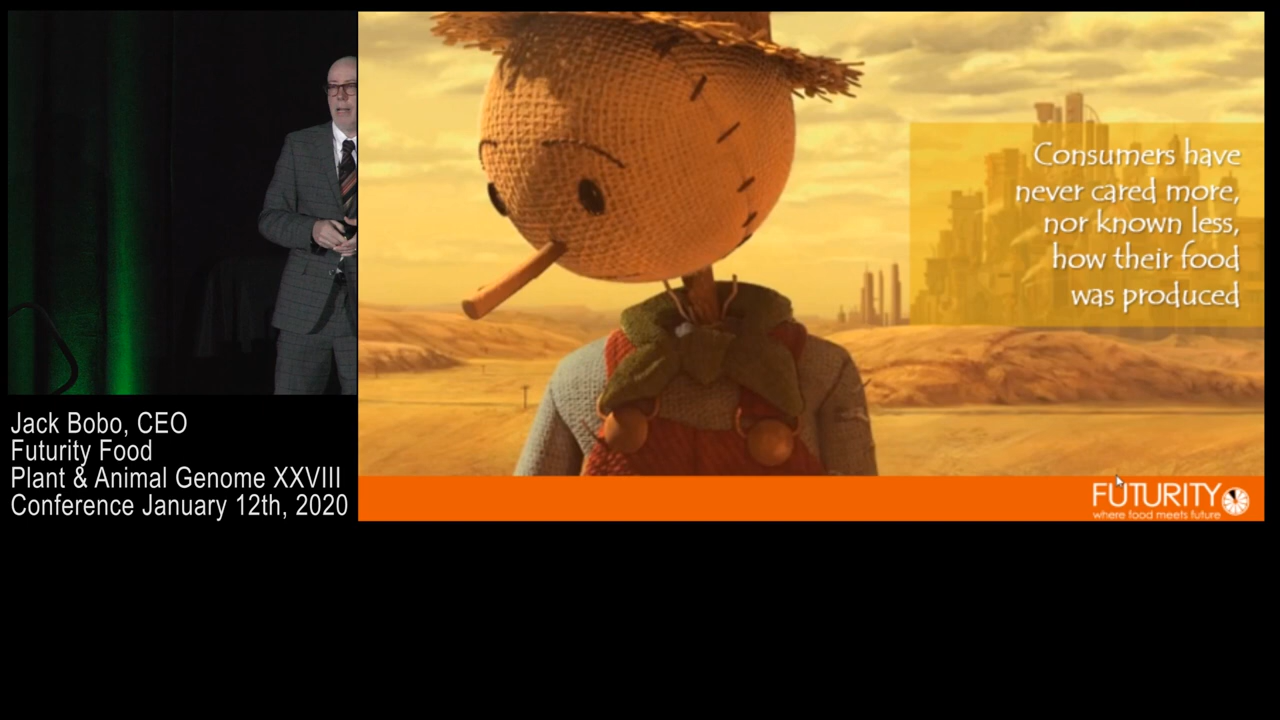 Consumers have
never cared more,
nor known less,
how their food
was produced
FUTURITY
where food meets future
Jack Bobo, CEO
Futurity Food
Plant & Animal Genome XXVIII
Conference January 12th, 2020